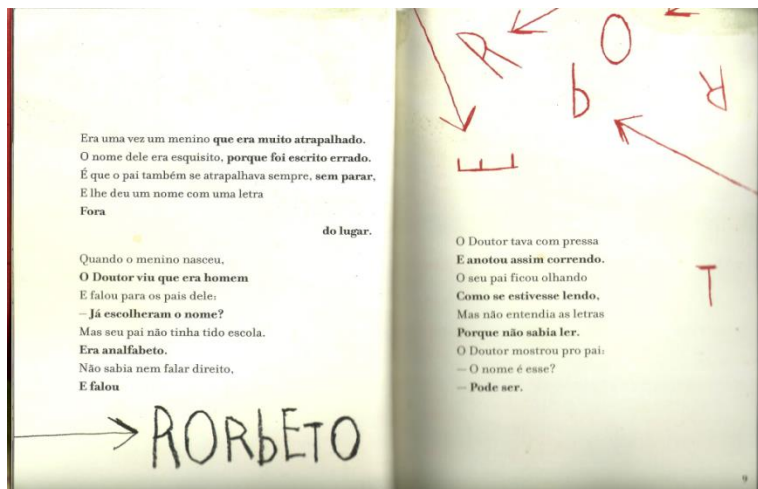 Era uma vez um menino que era muito atrapalhado.
O nome dele era esquisito, porque foi escrito errado.
É que o pai também se atrapalhava sempre, sem parar,
E lhe deu um nome com uma letra
Fora
do lugar.
Quando o menino nasceu,
O Doutor viu que era homem
E falou para os pais dele:
– Já escolheram o nome?
Mas seu pai não tinha tido escola.
Era analfabeto.
Não sabia nem falar direito,
E falou
RORbETO
R O
b R
E
O Doutor tava com pressa
E anotou assim correndo.
O seu pai ficou olhando
Como se estivesse lendo,
T
Mas não entendia as letras
Porque não sabia ler.
O Doutor mostrou pro pai:
– O nome é esse?
– Pode ser.
9